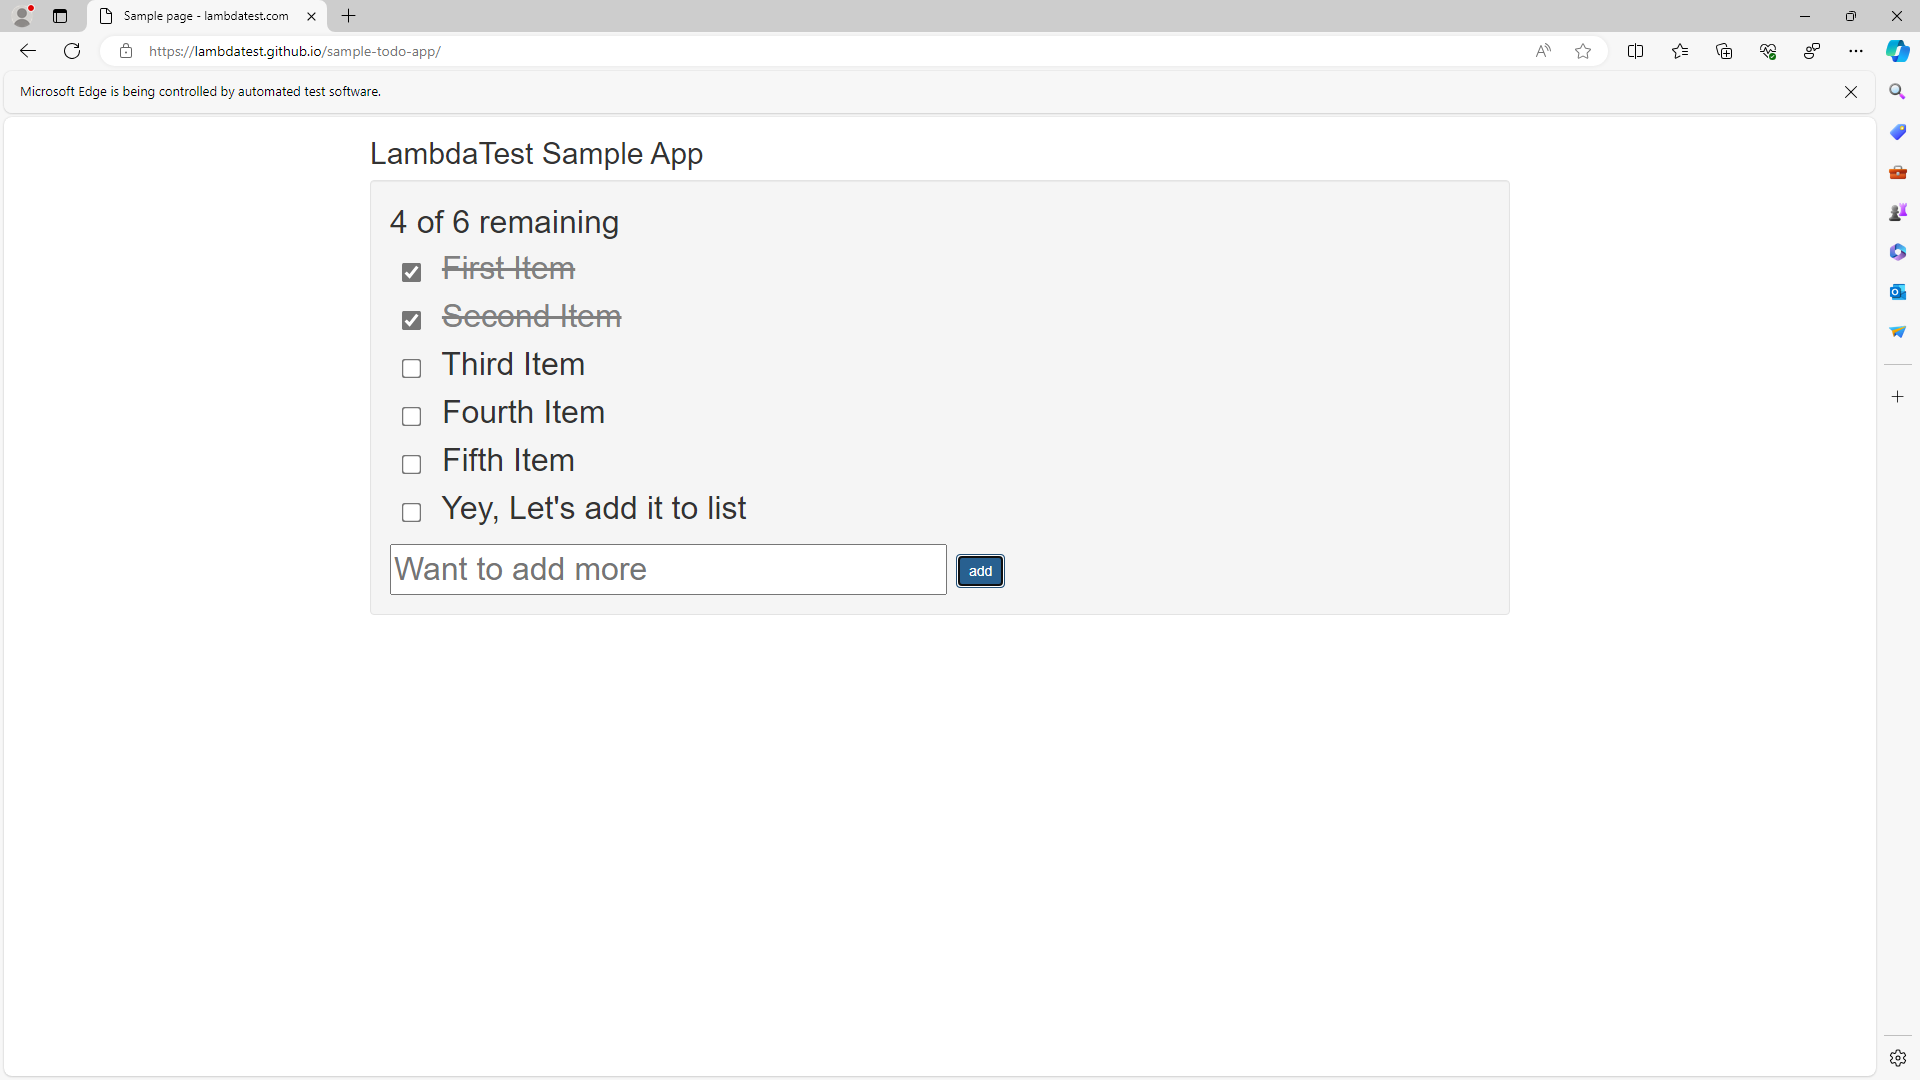 Sample page - lambdatest.com
https://lambdatest.github.io/sample-todo-app/
Microsoft Edge is being controlled by automated test software.
LambdaTest Sample App
4 of 6 remaining
First Item
Second Item
Third Item
Fourth Item
Fifth Item
Yey, Let's add it to list
Want to add more
add